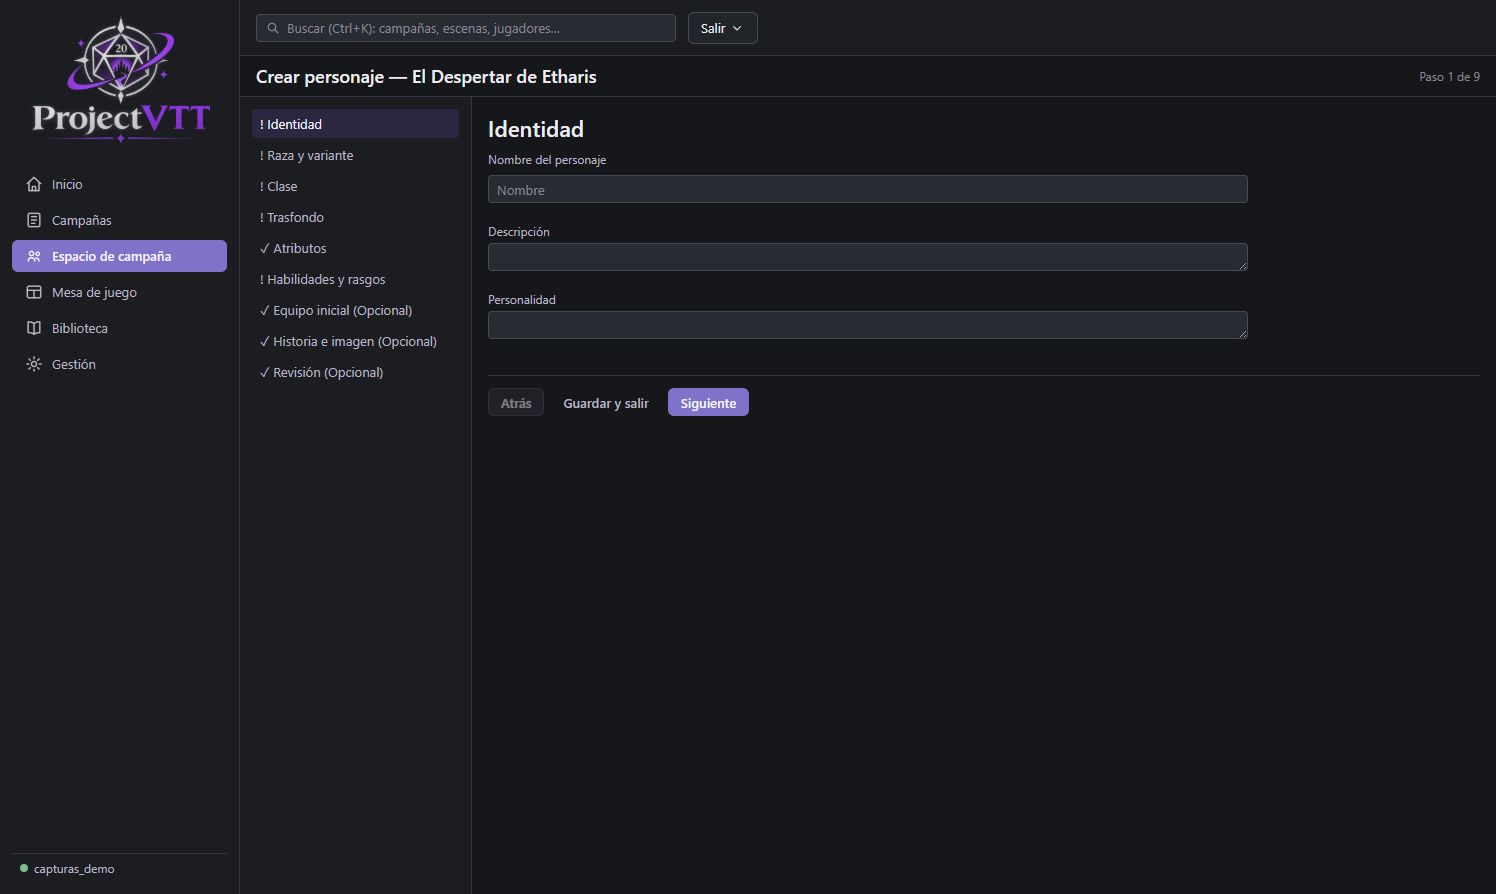 20
ProjectVTT
Inicio
Campañas
Espacio de campaña
Mesa de juego
Biblioteca
Gestión
capturas_demo
Buscar (Ctrl+K): campañas, escenas, jugadores...
Salir
Crear personaje — El Despertar de Etharis
Paso 1 de 9
! Identidad
! Raza y variante
! Clase
! Trasfondo
✓ Atributos
! Habilidades y rasgos
✓ Equipo inicial (Opcional)
✓ Historia e imagen (Opcional)
✓ Revisión (Opcional)
Identidad
Nombre del personaje
Nombre
Descripción
Personalidad
Atrás
Guardar y salir
Siguiente